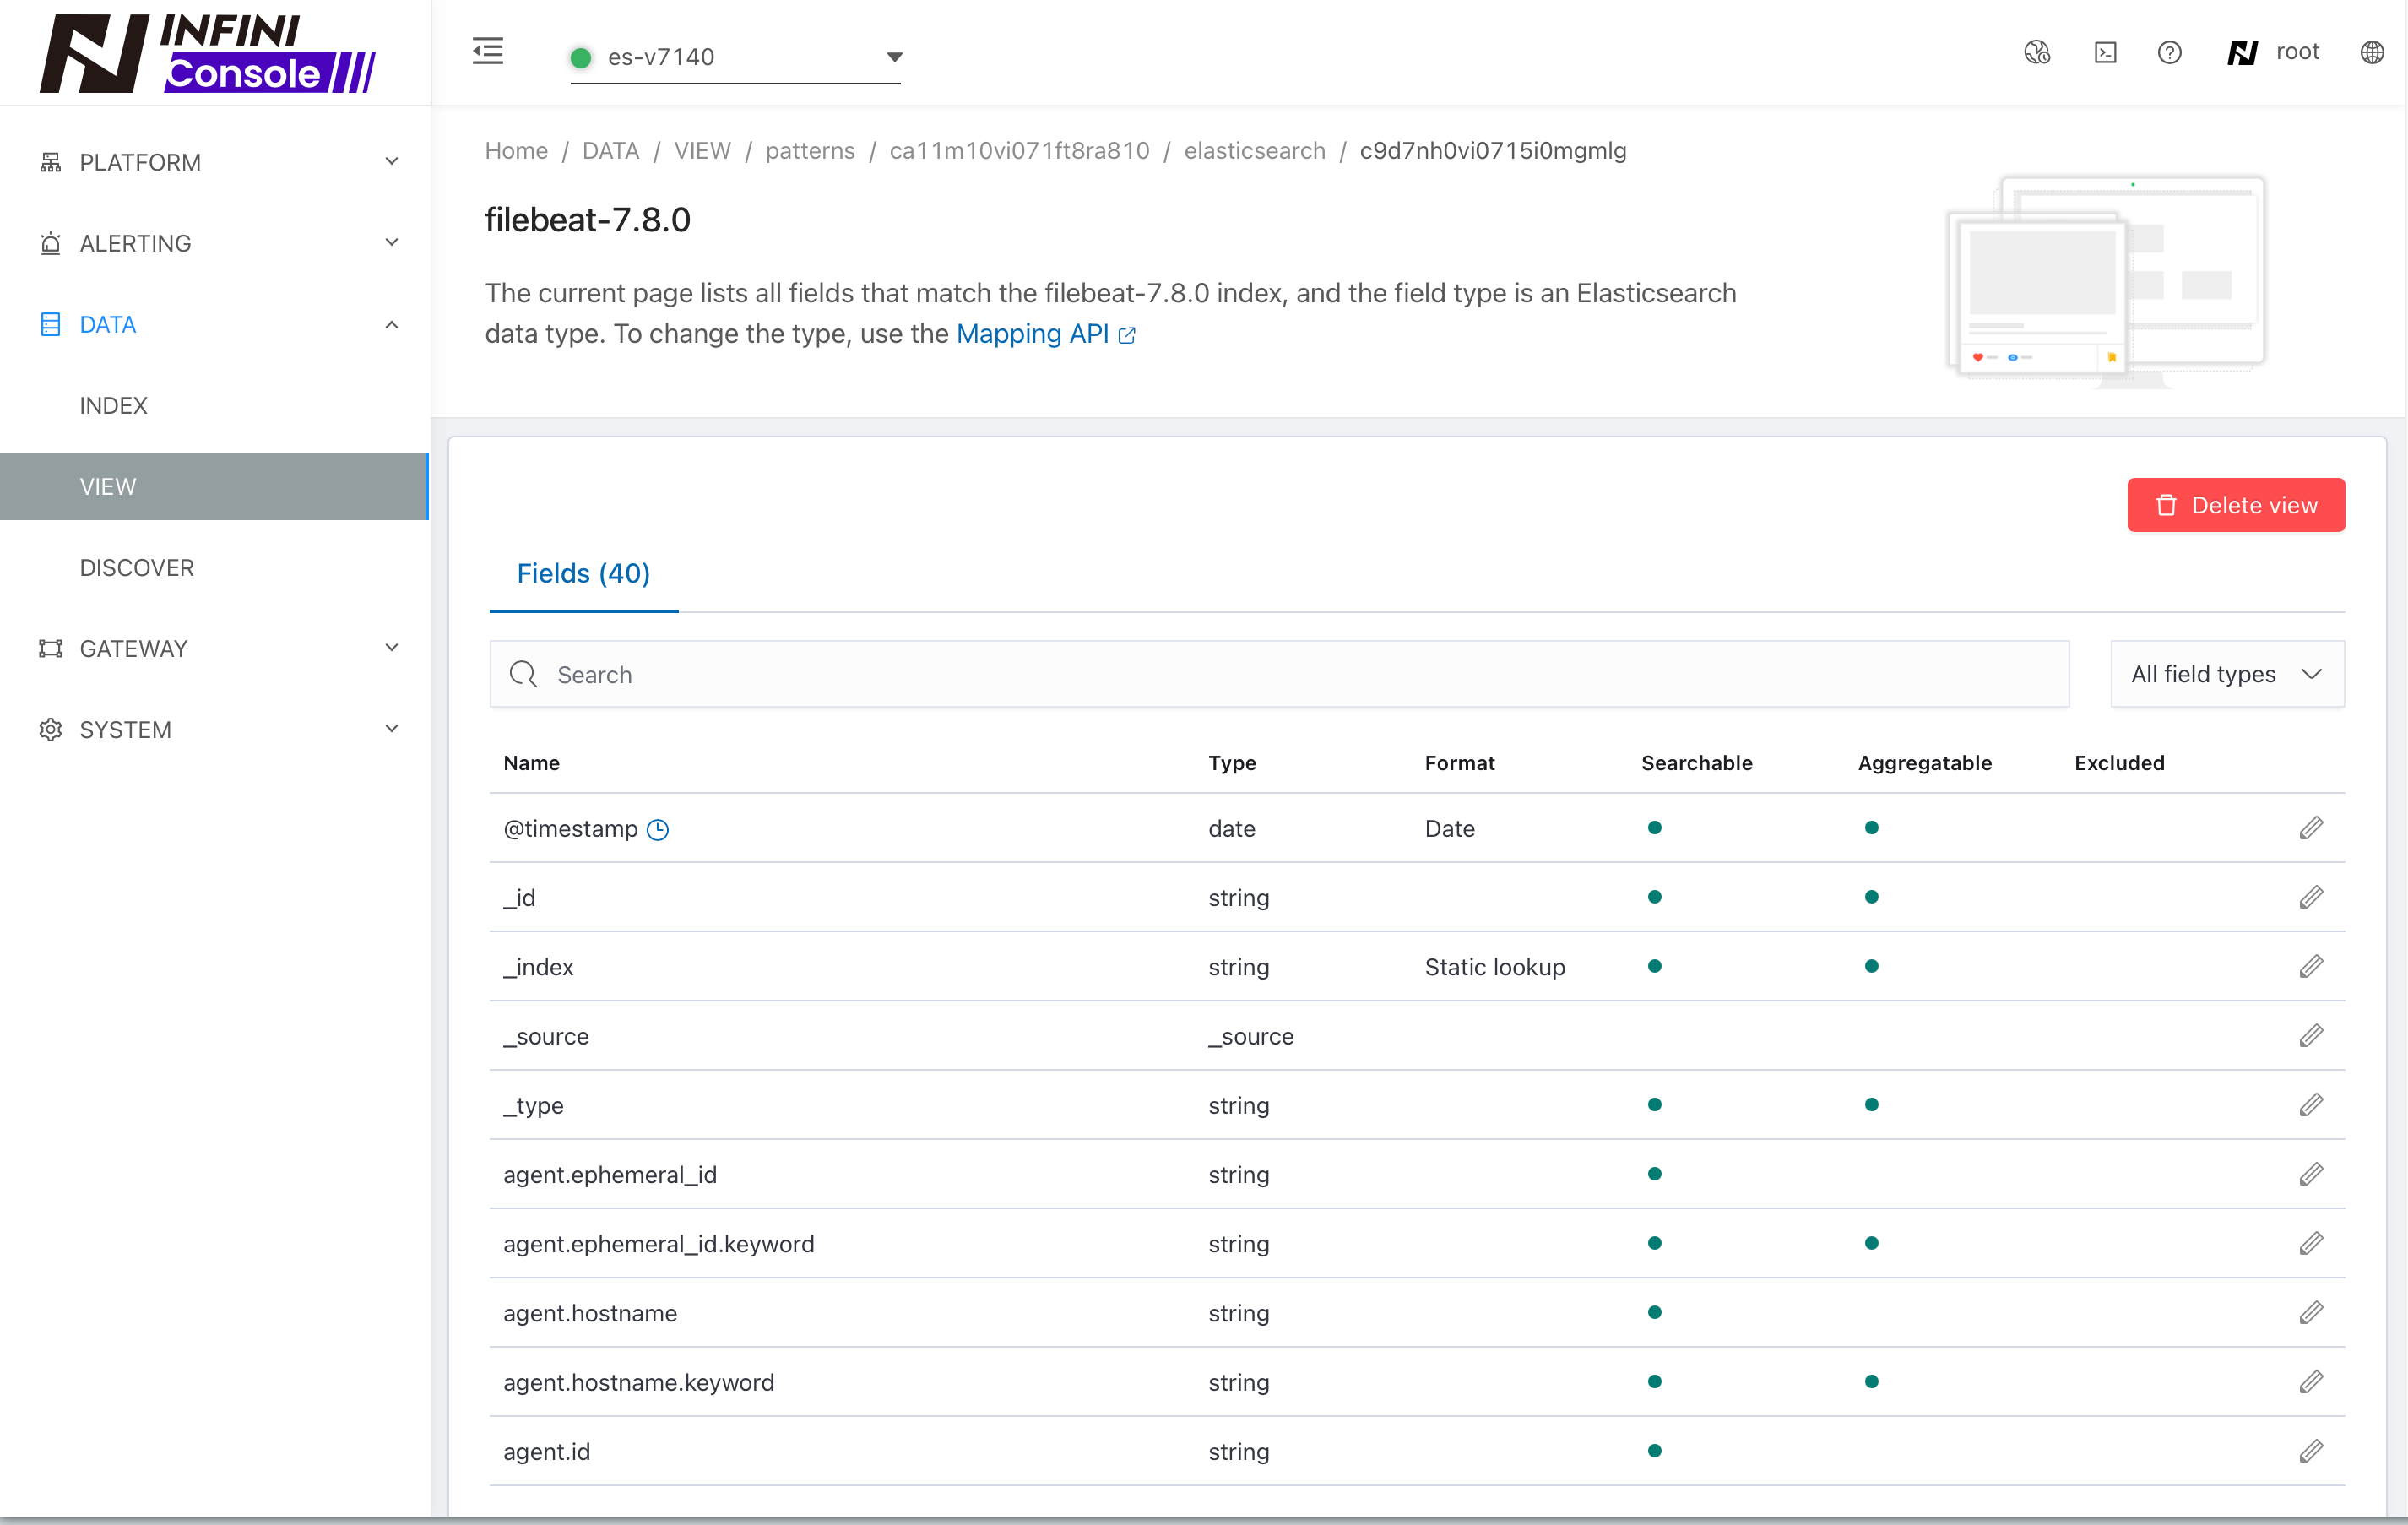 INFINI
Console
es-v7140
root
PLATFORM
ALERTING
DATA
INDEX
VIEW
DISCOVER
GATEWAY
SYSTEM
Home / DATA / VIEW / patterns / ca11m10vi071ft8ra810 / elasticsearch / c9d7nh0vi0715i0mgmlg
filebeat-7.8.0
The current page lists all fields that match the filebeat-7.8.0 index, and the field type is an Elasticsearch
data type. To change the type, use the Mapping API
Delete view
Fields (40)
Search
All field types
Name Type Format Searchable Aggregatable Excluded
@timestamp date Date
_id string
_index string Static lookup
_source _source
_type string
agent.ephemeral_id string
agent.ephemeral_id.keyword string
agent.hostname string
agent.hostname.keyword string
agent.id string